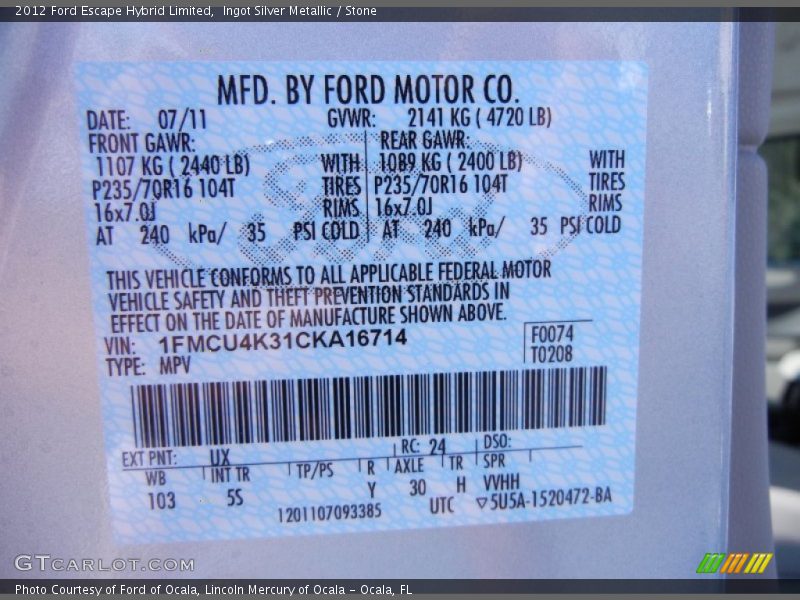 2012 Ford Escape Hybrid Limited, Ingot Silver Metallic / Stone
MFD. BY FORD MOTOR CO.
DATE: 07/11 GVWR: 2141 KG ( 4720 LB)
FRONT GAWR: REAR GAWR:
1107 KG ( 2440 LB) WITH 1089 KG ( 2400 LB) WITH
P235/70R16 104T TIRES P235/70R16 104T TIRES
16x7.0J RIMS 16x7.0J RIMS
AT 240 kPa/ 35 PSI COLD AT 240 kPa/ 35 PSI COLD
THIS VEHICLE CONFORMS TO ALL APPLICABLE FEDERAL MOTOR
VEHICLE SAFETY AND THEFT PREVENTION STANDARDS IN
EFFECT ON THE DATE OF MANUFACTURE SHOWN ABOVE.
VIN: 1FMCU4K31CKA16714 F0074
TYPE: MPV T0208
EXT PNT: UX RC: 24 DSO:
WB INT TR TP/PS R AXLE TR SPR
103 5S Y 30 H VVHH
1201107093385 UTC ▽5U5A-1520472-BA
GTCARLOT.COM
Photo Courtesy of Ford of Ocala, Lincoln Mercury of Ocala – Ocala, FL